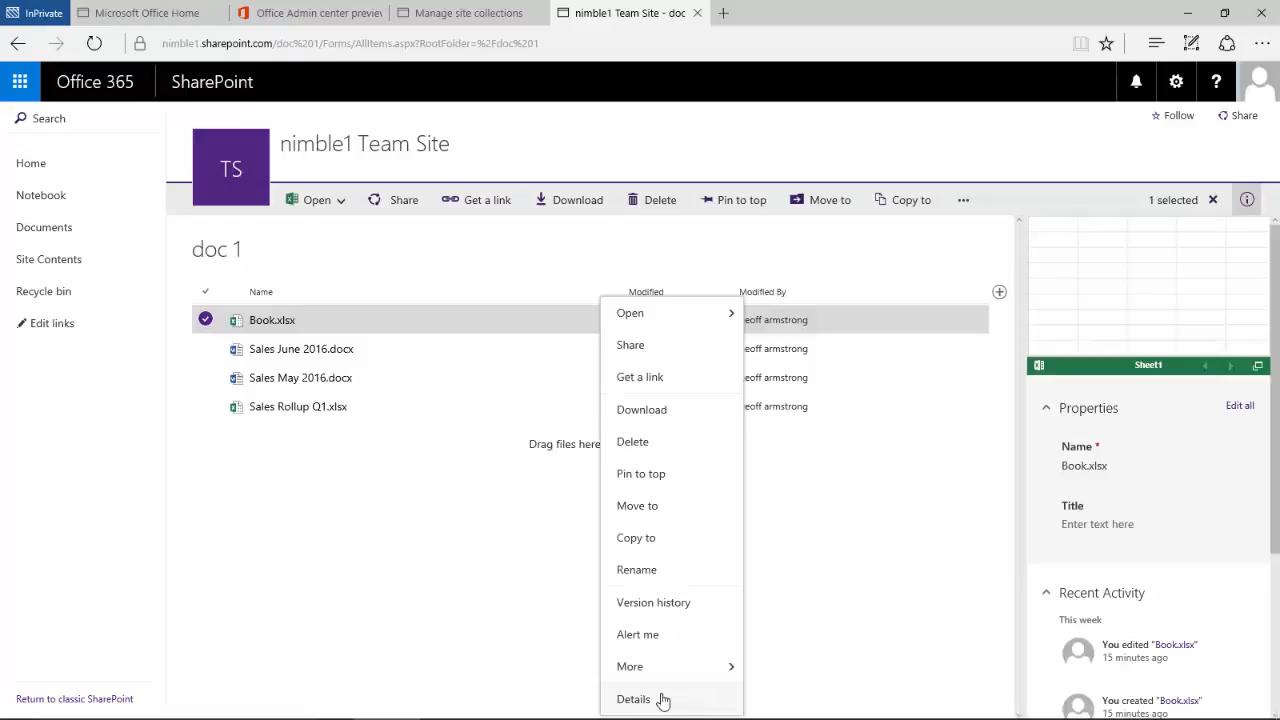 InPrivate
Microsoft Office Home
Office Admin center previ
Manage site collections
nimble1 Team Site - doc
nimble1.sharepoint.com/doc%201/Forms/AllItems.aspx?RootFolder=%2Fdoc%201
Office 365
SharePoint
Search
Follow
Share
Home
Notebook
Documents
Site Contents
Recycle bin
Edit links
Return to classic SharePoint
TS
nimble1 Team Site
Open
Share
Get a link
Download
Delete
Pin to top
Move to
Copy to
1 selected
doc 1
Name
Modified
Modified By
Book.xlsx
eoff armstrong
Sales June 2016.docx
eoff armstrong
Sales May 2016.docx
eoff armstrong
Sales Rollup Q1.xlsx
eoff armstrong
Drag files here
Open
Share
Get a link
Download
Delete
Pin to top
Move to
Copy to
Rename
Version history
Alert me
More
Details
Sheet1
Properties
Edit all
Name *
Book.xlsx
Title
Enter text here
Recent Activity
This week
You edited "Book.xlsx"
15 minutes ago
You created "Book.xlsx"
15 minutes ago